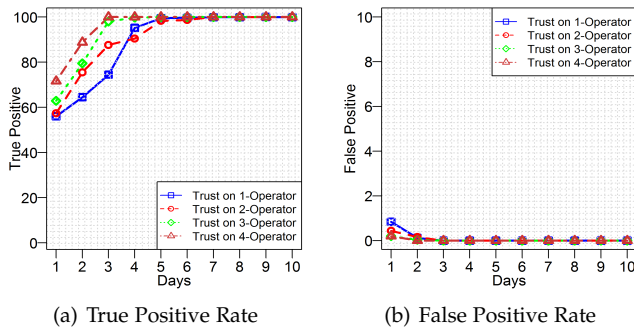 True Positive
100
80
60
40
20
0
Trust on 1-Operator
Trust on 2-Operator
Trust on 3-Operator
Trust on 4-Operator
1 2 3 4 5 6 7 8 9 10
Days
(a) True Positive Rate
False Positive
10
8
6
4
2
0
Trust on 1-Operator
Trust on 2-Operator
Trust on 3-Operator
Trust on 4-Operator
1 2 3 4 5 6 7 8 9 10
Days
(b) False Positive Rate